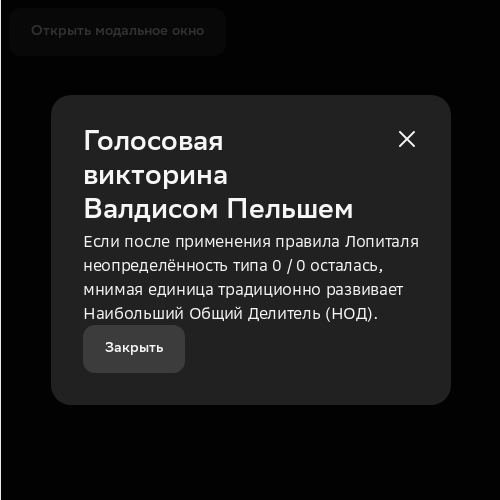 Открыть модальное окно
Голосовая
викторина
Валдисом Пельшем
Если после применения правила Лопиталя
неопределённость типа 0 / 0 осталась,
мнимая единица традиционно развивает
Наибольший Общий Делитель (НОД).
Закрыть